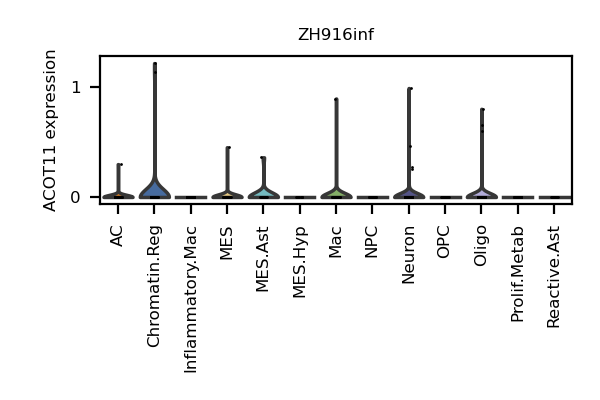 ZH916inf
ACOT11 expression
1
0
AC
Chromatin.Reg
Inflammatory.Mac
MES
MES.Ast
MES.Hyp
Mac
NPC
Neuron
OPC
Oligo
Prolif.Metab
Reactive.Ast